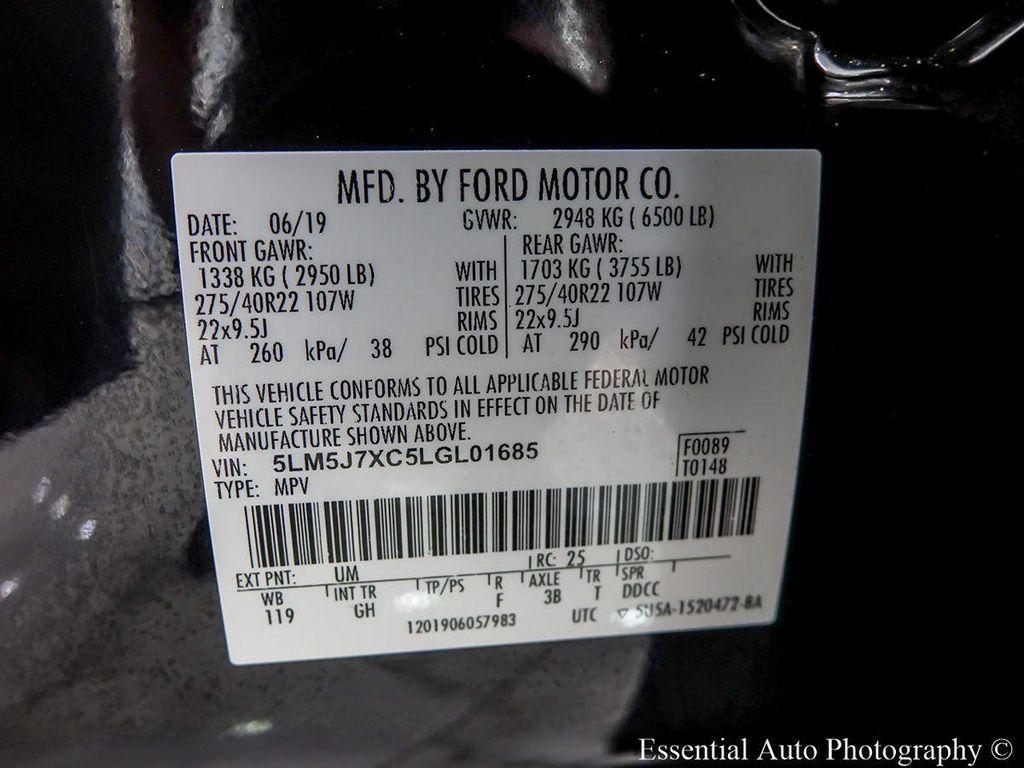 MFD. BY FORD MOTOR CO.
DATE: 06/19 GVWR: 2948 KG ( 6500 LB)
FRONT GAWR: REAR GAWR:
1338 KG ( 2950 LB) WITH 1703 KG ( 3755 LB) WITH
275/40R22 107W TIRES 275/40R22 107W TIRES
22x9.5J RIMS 22x9.5J RIMS
AT 260 kPa/ 38 PSI COLD AT 290 kPa/ 42 PSI COLD
THIS VEHICLE CONFORMS TO ALL APPLICABLE FEDERAL MOTOR
VEHICLE SAFETY STANDARDS IN EFFECT ON THE DATE OF
MANUFACTURE SHOWN ABOVE.
VIN: 5LM5J7XC5LGL01685 F0089
TYPE: MPV T0148
EXT PNT: UM RC: 25 DSO:
WB INT TR TP/PS R AXLE TR SPR
119 GH F 3B T DDCC
1201906057983 UTC ▽ 5U5A-1520472-BA
Essential Auto Photography ©